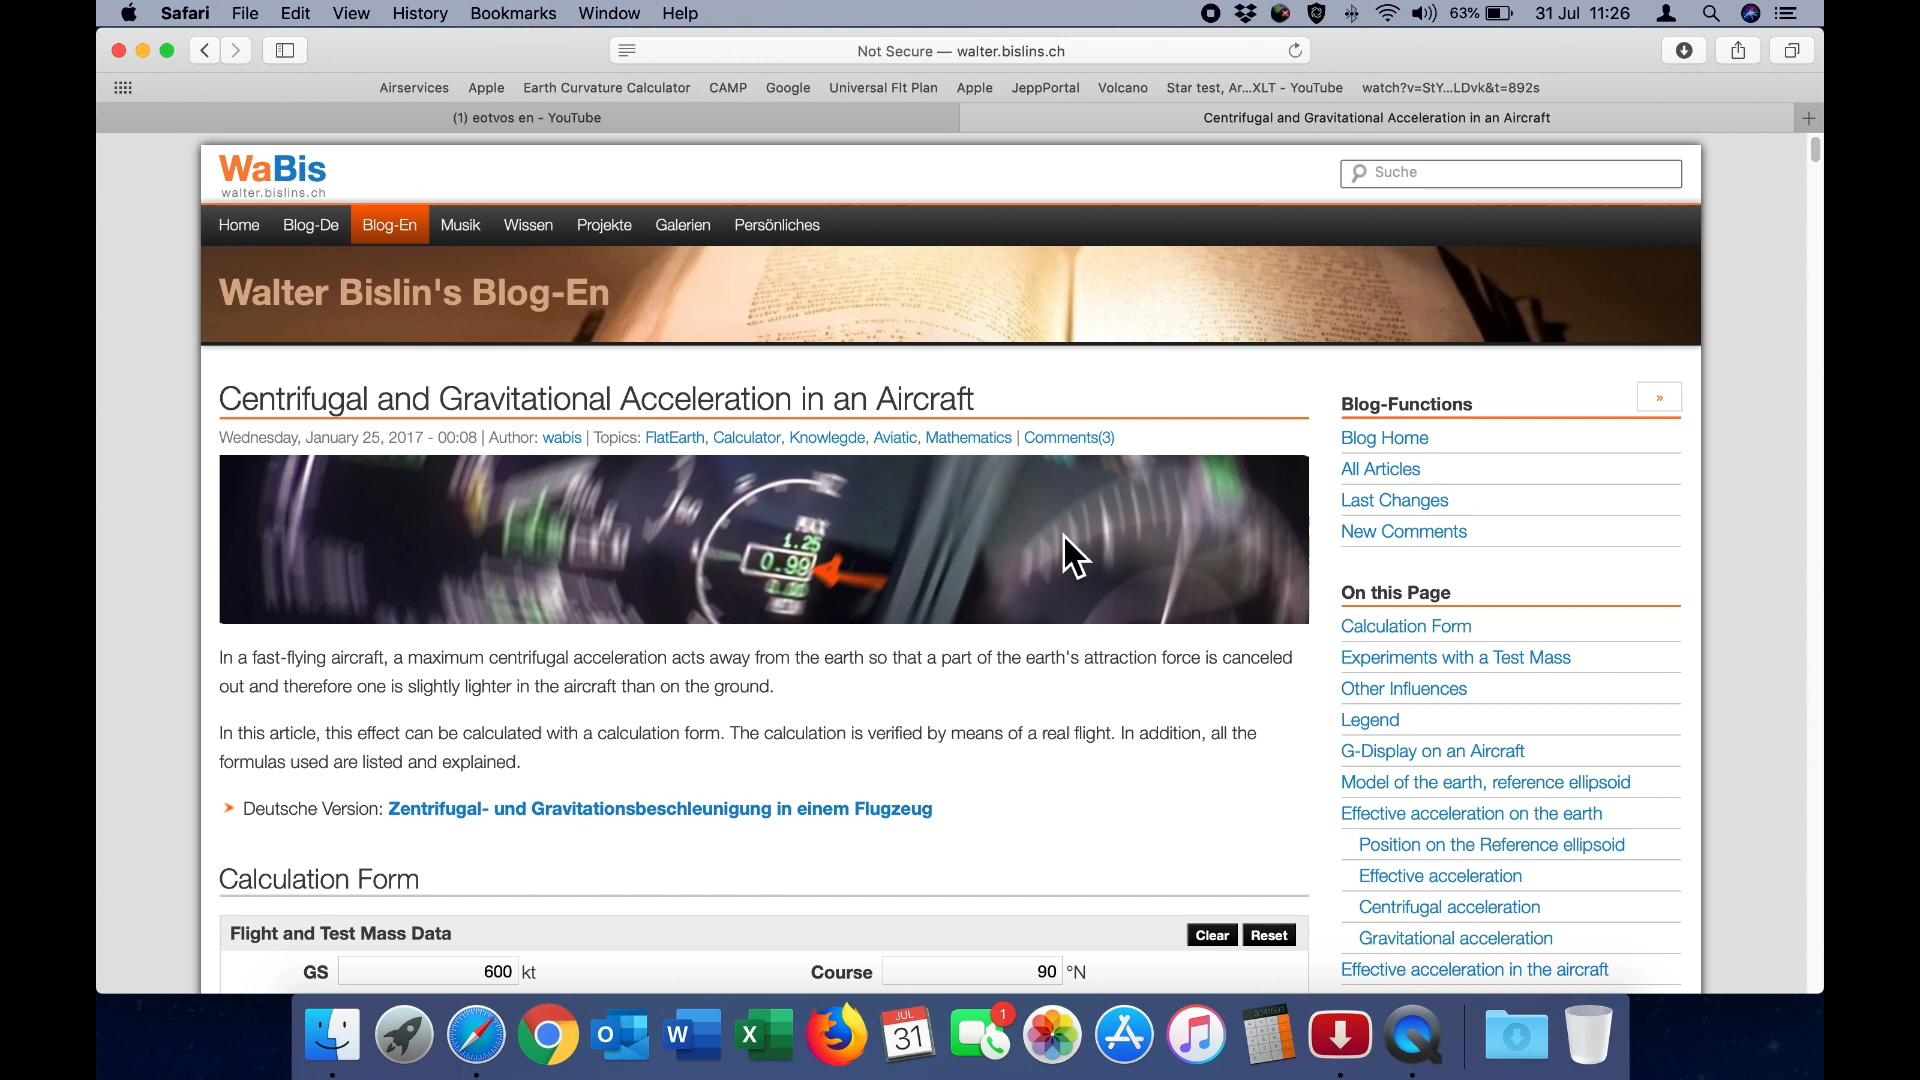 Safari File Edit View History Bookmarks Window Help 63% 31 Jul 11:26
Not Secure — walter.bislins.ch
Airservices Apple Earth Curvature Calculator CAMP Google Universal Flt Plan Apple JeppPortal Volcano Star test, Ar...XLT - YouTube watch?v=StY...LDvk&t=892s
(1) eotvos en - YouTube Centrifugal and Gravitational Acceleration in an Aircraft
WaBis
walter.bislins.ch
Suche
Home Blog-De Blog-En Musik Wissen Projekte Galerien Persönliches
Walter Bislin's Blog-En
Centrifugal and Gravitational Acceleration in an Aircraft
Wednesday, January 25, 2017 - 00:08 | Author: wabis | Topics: FlatEarth, Calculator, Knowlegde, Aviatic, Mathematics | Comments(3)
1.25
0.99
In a fast-flying aircraft, a maximum centrifugal acceleration acts away from the earth so that a part of the earth's attraction force is canceled
out and therefore one is slightly lighter in the aircraft than on the ground.
In this article, this effect can be calculated with a calculation form. The calculation is verified by means of a real flight. In addition, all the
formulas used are listed and explained.
Deutsche Version: Zentrifugal- und Gravitationsbeschleunigung in einem Flugzeug
Calculation Form
Flight and Test Mass Data Clear Reset
GS 600 kt Course 90 °N
Blog-Functions »
Blog Home
All Articles
Last Changes
New Comments
On this Page
Calculation Form
Experiments with a Test Mass
Other Influences
Legend
G-Display on an Aircraft
Model of the earth, reference ellipsoid
Effective acceleration on the earth
Position on the Reference ellipsoid
Effective acceleration
Centrifugal acceleration
Gravitational acceleration
Effective acceleration in the aircraft
JUL
31
1